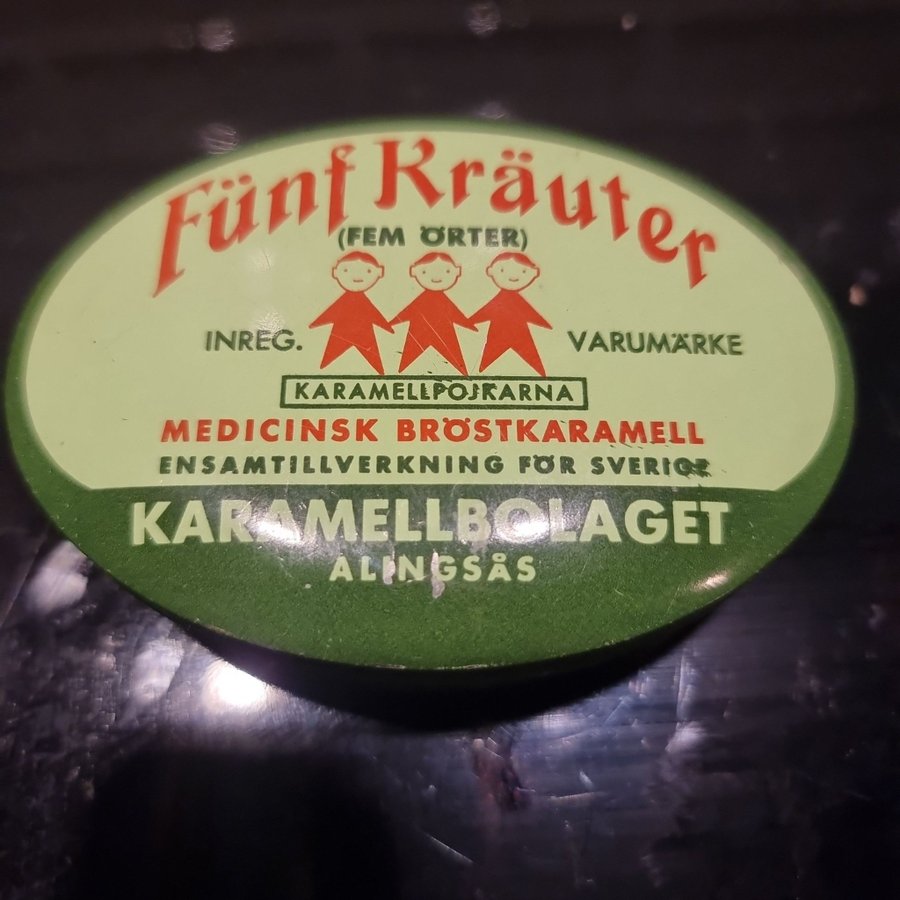 Fünf Kräuter
(FEM ÖRTER)
INREG. VARUMÄRKE
KARAMELLPOJKARNA
MEDICINSK BRÖSTKARAMELL
ENSAMTILLVERKNING FÖR SVERIGE
KARAMELLBOLAGET
ALINGSÅS